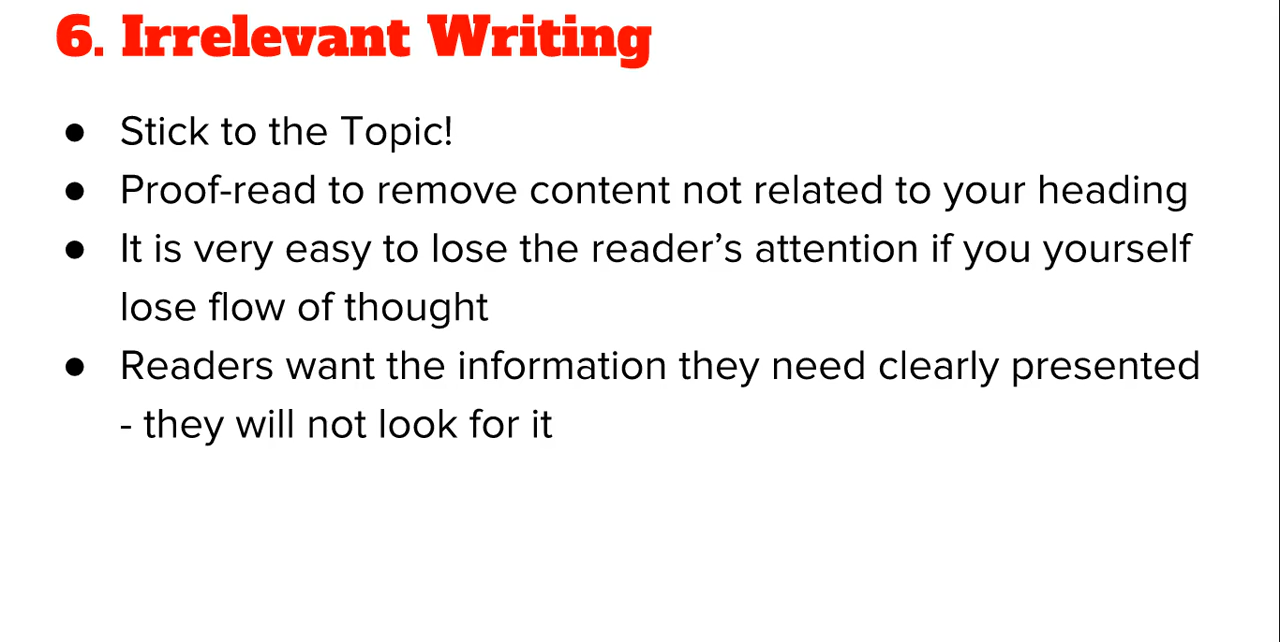 6. Irrelevant Writing
● Stick to the Topic!
● Proof-read to remove content not related to your heading
● It is very easy to lose the reader’s attention if you yourself
lose flow of thought
● Readers want the information they need clearly presented
- they will not look for it